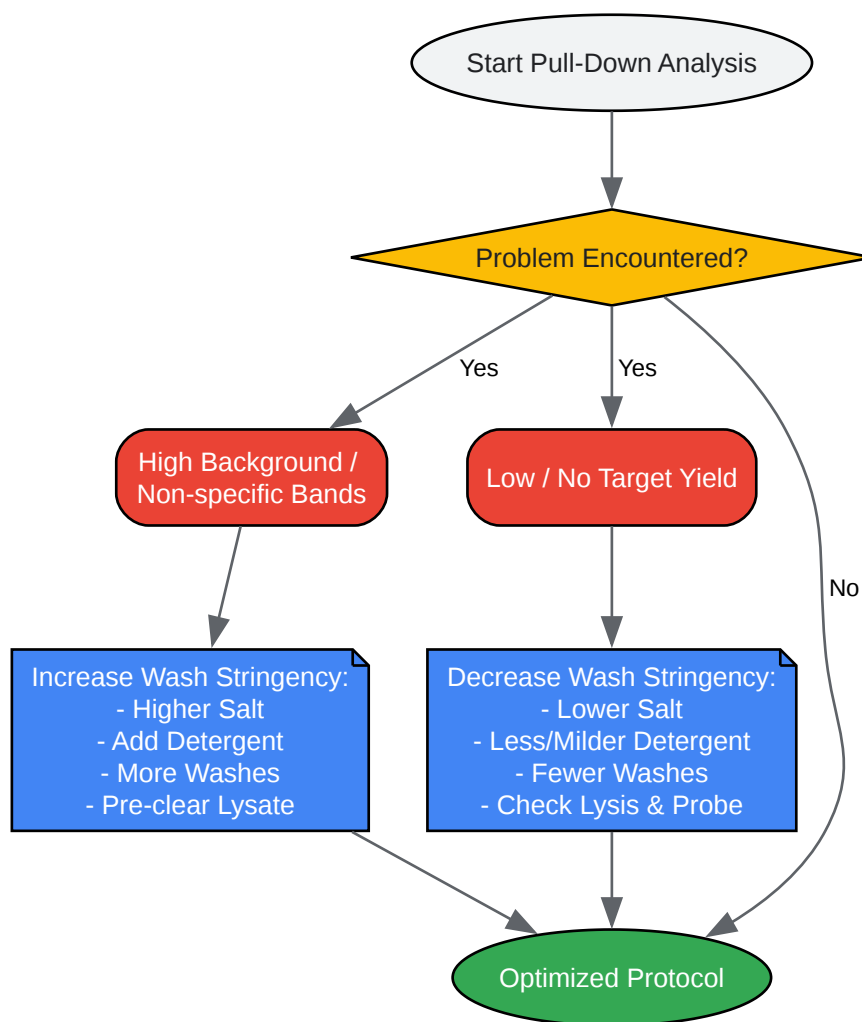 Start Pull-Down Analysis
Problem Encountered?
Yes
Yes
High Background /
Non-specific Bands
Low / No Target Yield
No
Increase Wash Stringency:
- Higher Salt
- Add Detergent
- More Washes
- Pre-clear Lysate
Decrease Wash Stringency:
- Lower Salt
- Less/Milder Detergent
- Fewer Washes
- Check Lysis & Probe
Optimized Protocol